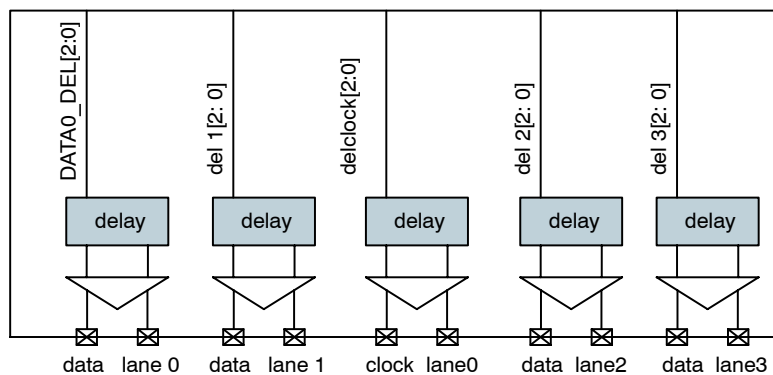 DATA0_DEL[2:0]
del 1[2: 0]
delclock[2:0]
del 2[2: 0]
del 3[2: 0]
delay
delay
delay
delay
delay
data lane 0
data lane 1
clock lane0
data lane2
data lane3